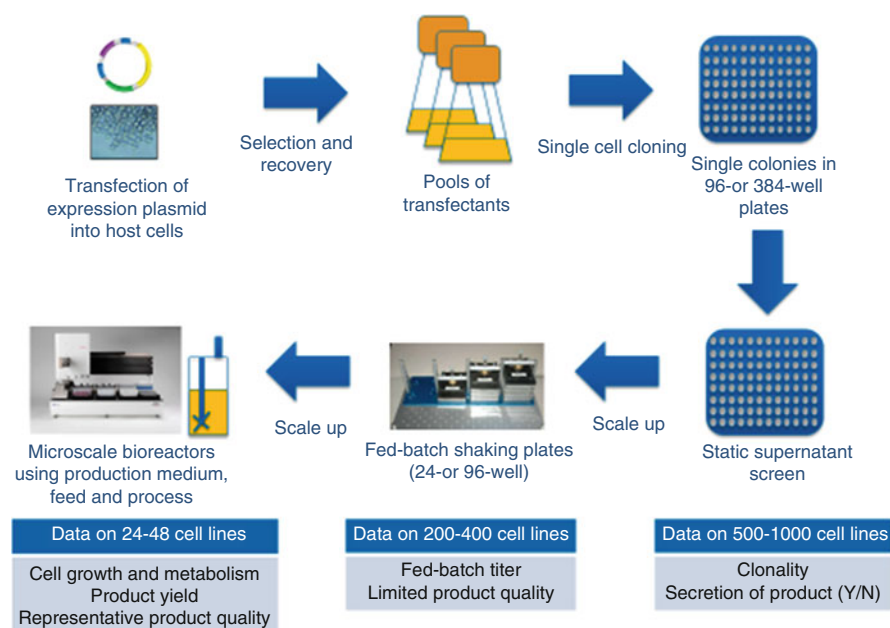 Transfection of
expression plasmid
into host cells
Selection and
recovery
Pools of
transfectants
Single cell cloning
Single colonies in
96-or 384-well
plates
Microscale bioreactors
using production medium,
feed and process
Scale up
Fed-batch shaking plates
(24-or 96-well)
Scale up
Static supernatant
screen
Data on 24-48 cell lines
Cell growth and metabolism
Product yield
Representative product quality
Data on 200-400 cell lines
Fed-batch titer
Limited product quality
Data on 500-1000 cell lines
Clonality
Secretion of product (Y/N)